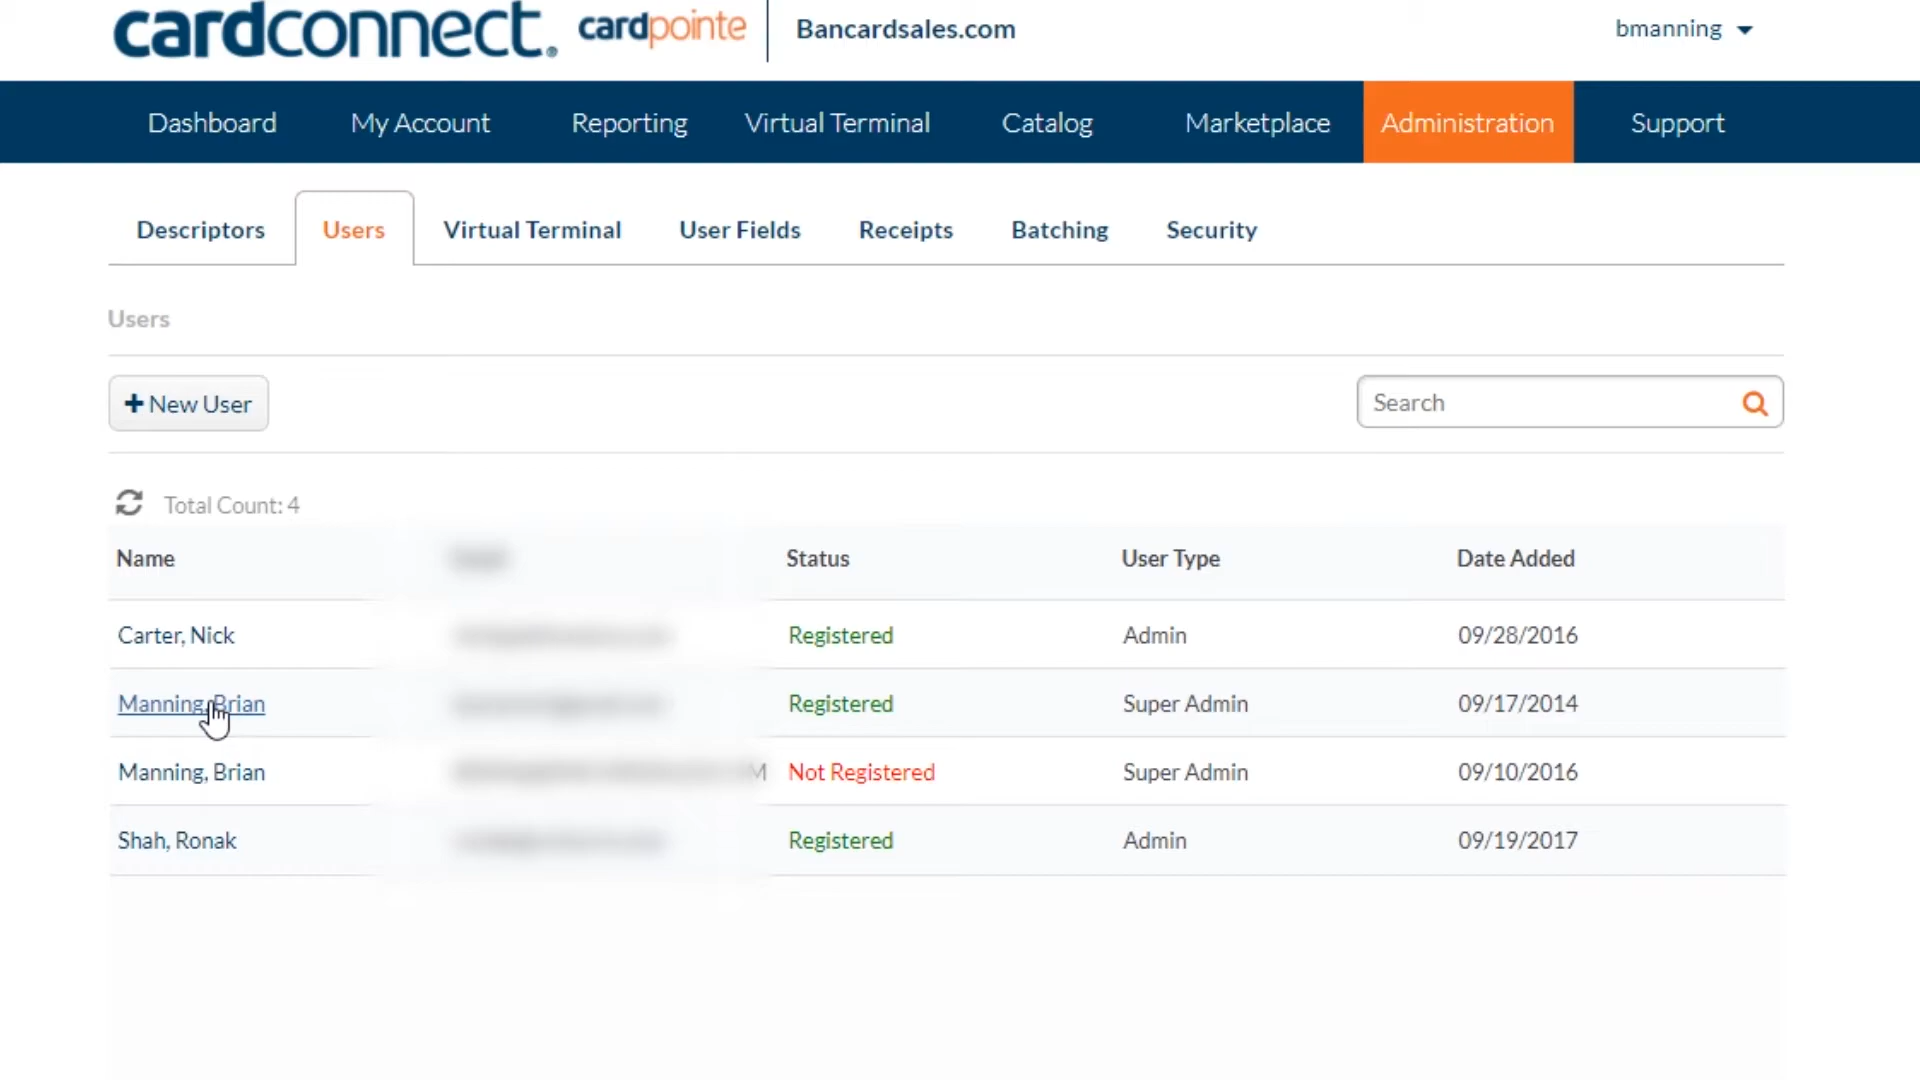 cardconnect. cardpointe Bancardsales.com bmanning
Dashboard My Account Reporting Virtual Terminal Catalog Marketplace Administration Support
Descriptors Users Virtual Terminal User Fields Receipts Batching Security
Users
+ New User Search
Total Count: 4
Name Status User Type Date Added
Carter, Nick Registered Admin 09/28/2016
Manning, Brian Registered Super Admin 09/17/2014
Manning, Brian M Not Registered Super Admin 09/10/2016
Shah, Ronak Registered Admin 09/19/2017